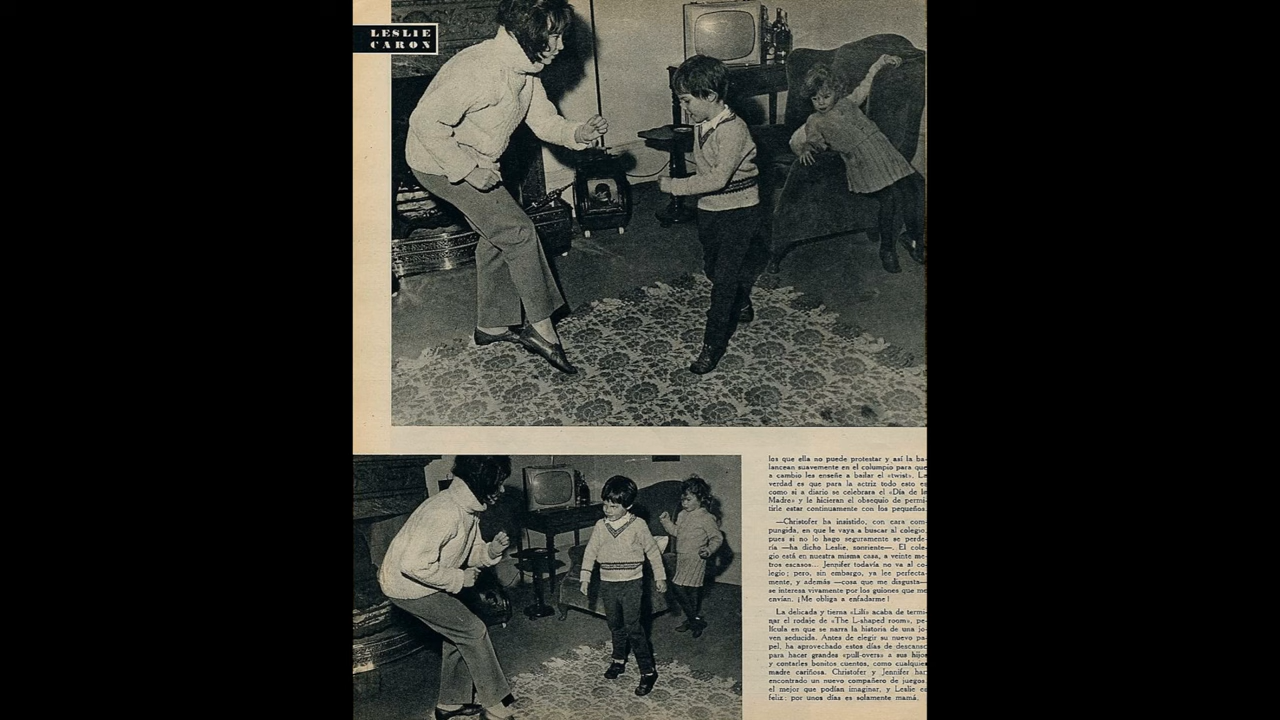 LESLIE
CARON
los que ella no puede protestar y así la ba-
lancean suavemente en el columpio para que
a cambio les enseñe a bailar el «twist». La
verdad es que para la actriz todo esto es
como si a diario se celebrara el «Día de la
Madre» y le hicieran el obsequio de permi-
tirle estar continuamente con los pequeños.
—Christofer ha insistido, con cara com-
pungida, en que le vaya a buscar al colegio,
pues si no lo hago seguramente se perde-
ría —ha dicho Leslie, sonriente—. El cole-
gio está en nuestra misma casa, a veinte me-
tros escasos... Jennifer todavía no va al co-
legio; pero, sin embargo, ya lee perfecta-
mente, y además —cosa que me disgusta—
se interesa vivamente por los guiones que me
envían. ¡Me obliga a enfadarme!
La delicada y tierna «Lili» acaba de termi-
nar el rodaje de «The L-shaped room», pe-
lícula en que se narra la historia de una jo-
ven seducida. Antes de elegir su nuevo pa-
pel, ha aprovechado estos días de descanso
para hacer grandes «pull-overs» a sus hijos
y contarles bonitos cuentos, como cualquier
madre cariñosa. Christofer y Jennifer han
encontrado un nuevo compañero de juegos,
el mejor que podían imaginar, y Leslie es
feliz: por unos días es solamente mamá.